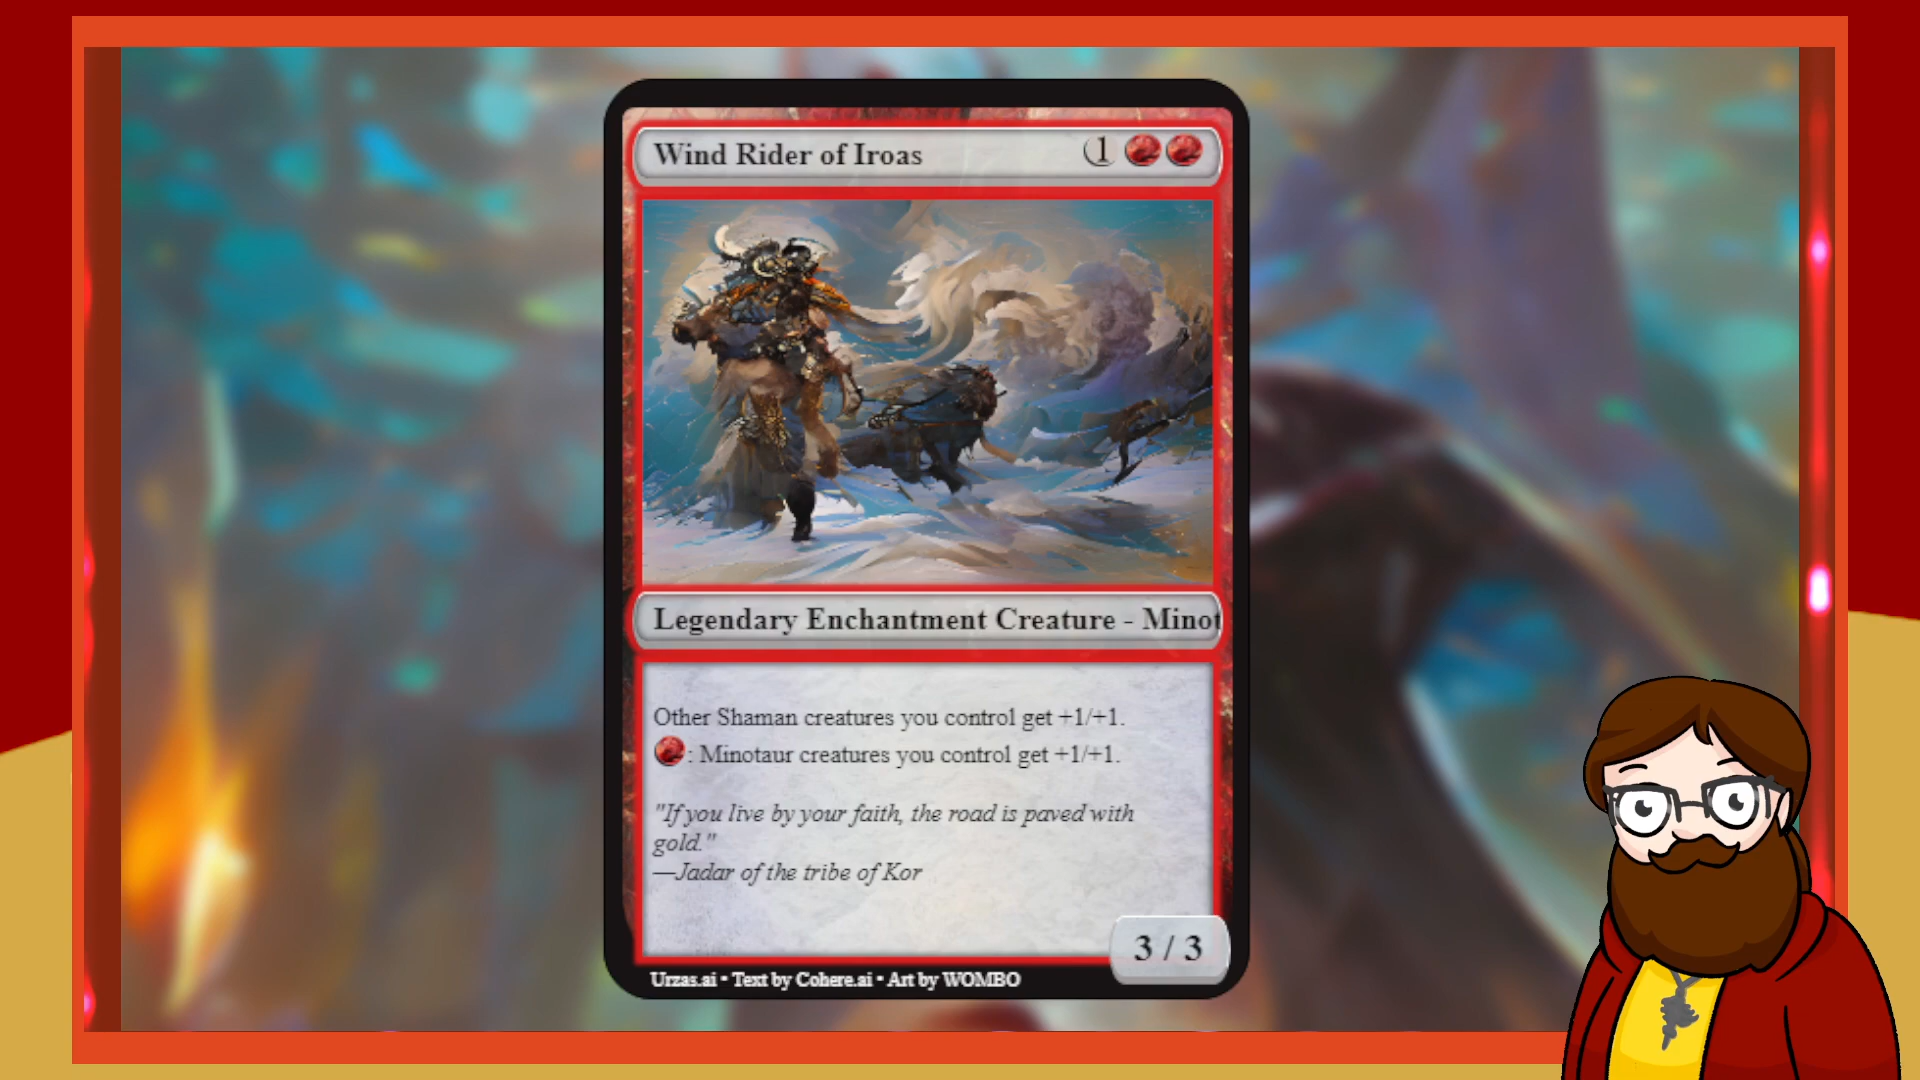 Wind Rider of Iroas 1
Legendary Enchantment Creature - Minot
Other Shaman creatures you control get +1/+1.
: Minotaur creatures you control get +1/+1.
"If you live by your faith, the road is paved with
gold."
—Jadar of the tribe of Kor
3 / 3
Urzas.ai • Text by Cohere.ai • Art by WOMBO